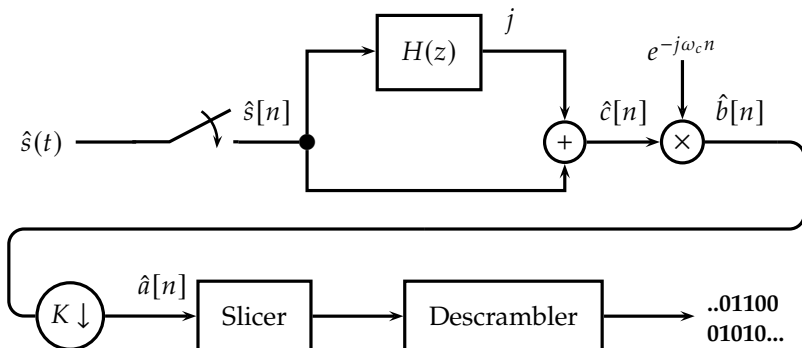 j
H(z)
e^{-jω_c n}
ŝ(t)
ŝ[n]
ĉ[n]
b̂[n]
+
×
K ↓
â[n]
Slicer
Descrambler
..01100
01010...